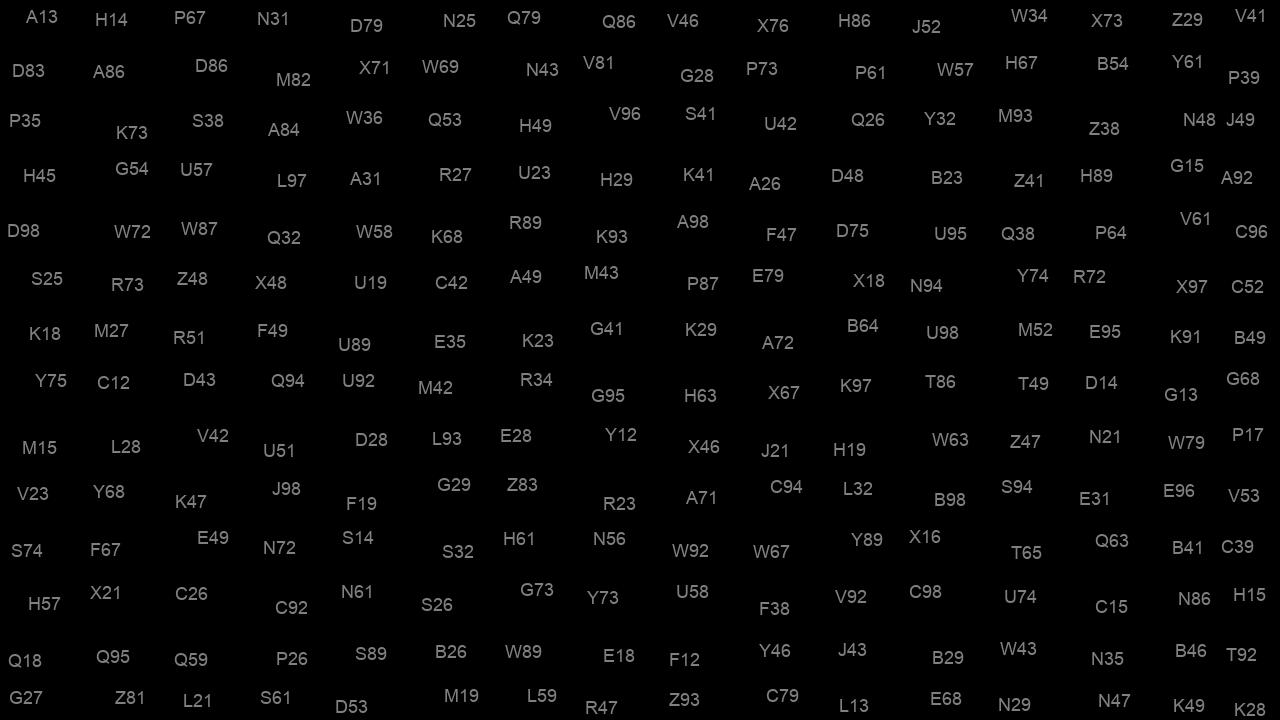 A13 H14 P67 N31 D79 N25 Q79 Q86 V46 X76 H86 J52 W34 X73 Z29 V41
D83 A86 D86 M82 X71 W69 N43 V81 G28 P73 P61 W57 H67 B54 Y61 P39
P35 K73 S38 A84 W36 Q53 H49 V96 S41 U42 Q26 Y32 M93 Z38 N48 J49
H45 G54 U57 L97 A31 R27 U23 H29 K41 A26 D48 B23 Z41 H89 G15 A92
D98 W72 W87 Q32 W58 K68 R89 K93 A98 F47 D75 U95 Q38 P64 V61 C96
S25 R73 Z48 X48 U19 C42 A49 M43 P87 E79 X18 N94 Y74 R72 X97 C52
K18 M27 R51 F49 U89 E35 K23 G41 K29 A72 B64 U98 M52 E95 K91 B49
Y75 C12 D43 Q94 U92 M42 R34 G95 H63 X67 K97 T86 T49 D14 G13 G68
M15 L28 V42 U51 D28 L93 E28 Y12 X46 J21 H19 W63 Z47 N21 W79 P17
V23 Y68 K47 J98 F19 G29 Z83 R23 A71 C94 L32 B98 S94 E31 E96 V53
S74 F67 E49 N72 S14 S32 H61 N56 W92 W67 Y89 X16 T65 Q63 B41 C39
H57 X21 C26 C92 N61 S26 G73 Y73 U58 F38 V92 C98 U74 C15 N86 H15
Q18 Q95 Q59 P26 S89 B26 W89 E18 F12 Y46 J43 B29 W43 N35 B46 T92
G27 Z81 L21 S61 D53 M19 L59 R47 Z93 C79 L13 E68 N29 N47 K49 K28